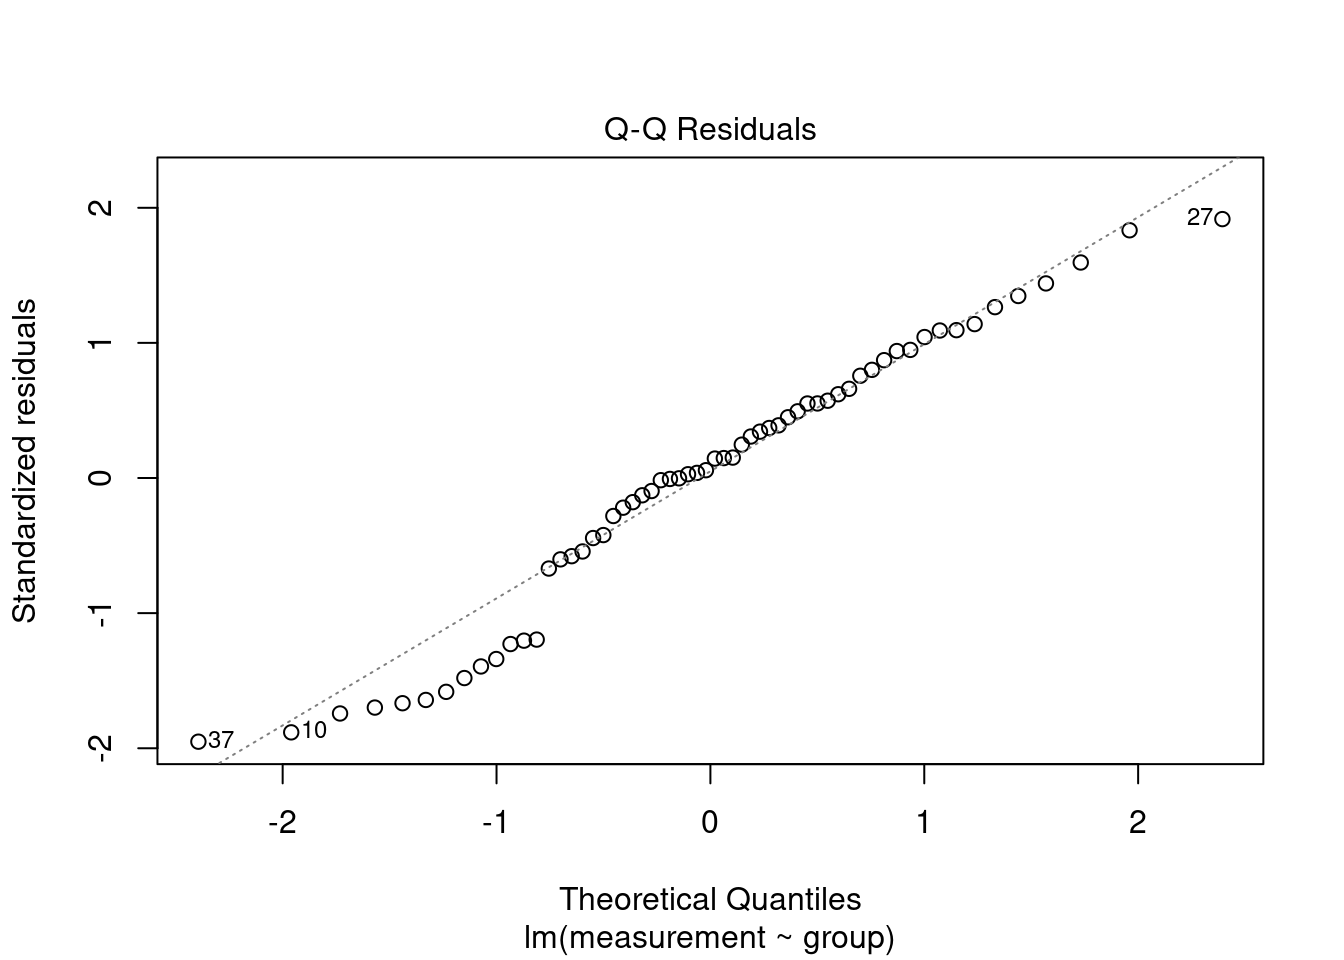 Q-Q Residuals
Standardized residuals
2
1
0
-1
-2
27
10
37
-2 -1 0 1 2
Theoretical Quantiles
lm(measurement ~ group)